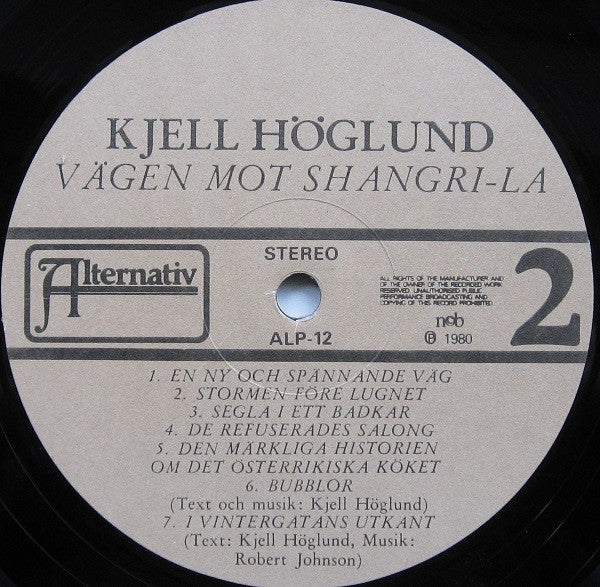 KJELL HÖGLUND
VÄGEN MOT SHANGRI-LA
Alternativ
STEREO
ALP-12
ALL RIGHTS OF THE MANUFACTURER AND
OF THE OWNER OF THE RECORDED WORK
RESERVED. UNAUTHORISED PUBLIC
PERFORMANCE BROADCASTING AND
COPYING OF THIS RECORD PROHIBITED
ncb
℗ 1980
2
1. EN NY OCH SPÄNNANDE VÄG
2. STORMEN FÖRE LUGNET
3. SEGLA I ETT BADKAR
4. DE REFUSERADES SALONG
5. DEN MÄRKLIGA HISTORIEN
OM DET ÖSTERRIKISKA KÖKET
6. BUBBLOR
(Text och musik: Kjell Höglund)
7. I VINTERGATANS UTKANT
(Text: Kjell Höglund, Musik:
Robert Johnson)